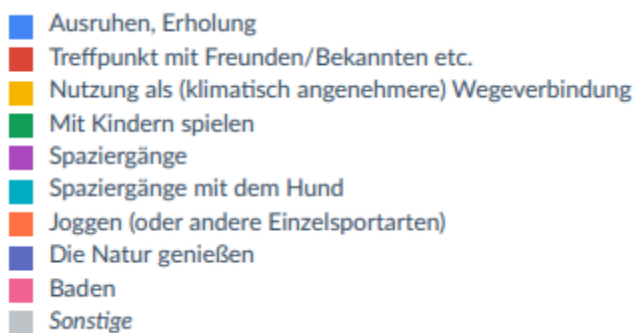 Ausruhen, Erholung
Treffpunkt mit Freunden/Bekannten etc.
Nutzung als (klimatisch angenehmere) Wegeverbindung
Mit Kindern spielen
Spaziergänge
Spaziergänge mit dem Hund
Joggen (oder andere Einzelsportarten)
Die Natur genießen
Baden
Sonstige